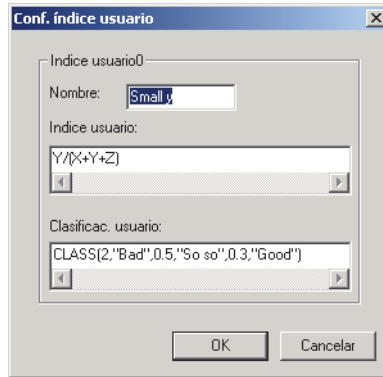 Conf. índice usuario
Indice usuario0
Nombre: Small y
Indice usuario:
Y/(X+Y+Z)
Clasificac. usuario:
CLASS(2,"Bad",0.5,"So so",0.3,"Good")
OK Cancelar